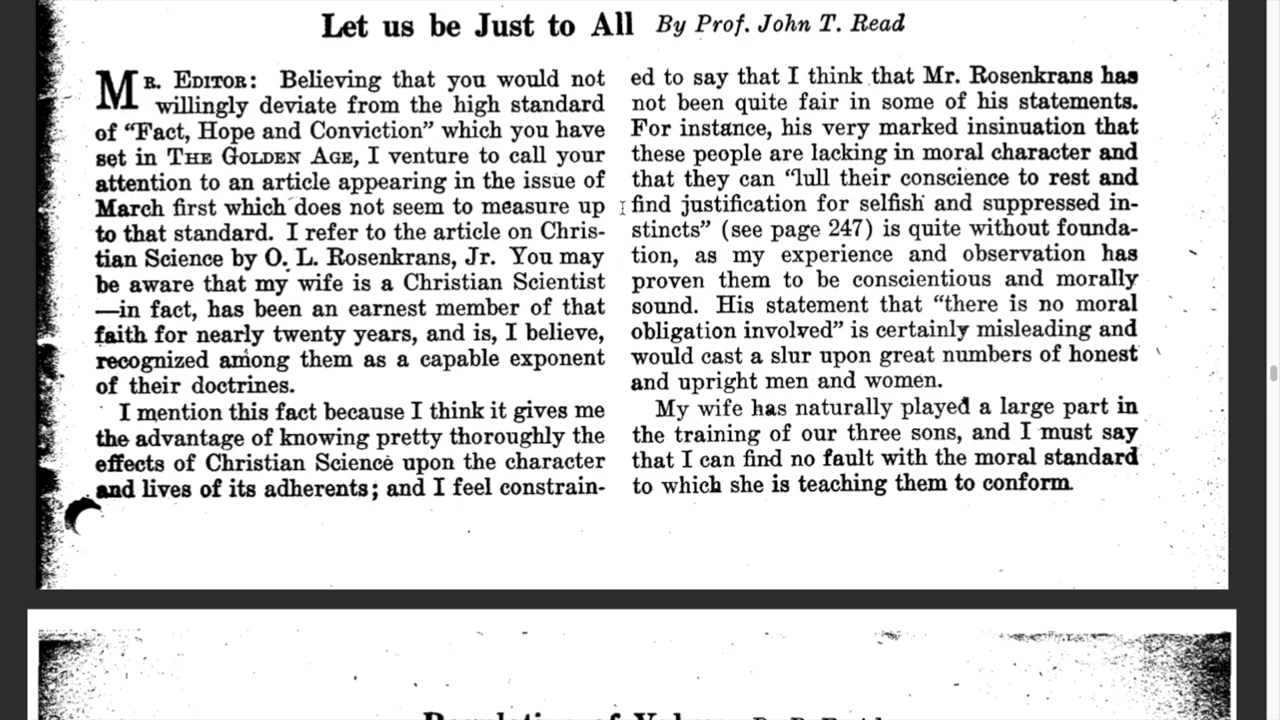 Let us be Just to All By Prof. John T. Read
MR. EDITOR: Believing that you would not
willingly deviate from the high standard
of “Fact, Hope and Conviction” which you have
set in THE GOLDEN AGE, I venture to call your
attention to an article appearing in the issue of
March first which does not seem to measure up
to that standard. I refer to the article on Chris-
tian Science by O. L. Rosenkrans, Jr. You may
be aware that my wife is a Christian Scientist
—in fact, has been an earnest member of that
faith for nearly twenty years, and is, I believe,
recognized among them as a capable exponent
of their doctrines.
I mention this fact because I think it gives me
the advantage of knowing pretty thoroughly the
effects of Christian Science upon the character
and lives of its adherents; and I feel constrain-
ed to say that I think that Mr. Rosenkrans has
not been quite fair in some of his statements.
For instance, his very marked insinuation that
these people are lacking in moral character and
that they can “lull their conscience to rest and
find justification for selfish and suppressed in-
stincts” (see page 247) is quite without founda-
tion, as my experience and observation has
proven them to be conscientious and morally
sound. His statement that “there is no moral
obligation involved” is certainly misleading and
would cast a slur upon great numbers of honest
and upright men and women.
My wife has naturally played a large part in
the training of our three sons, and I must say
that I can find no fault with the moral standard
to which she is teaching them to conform.